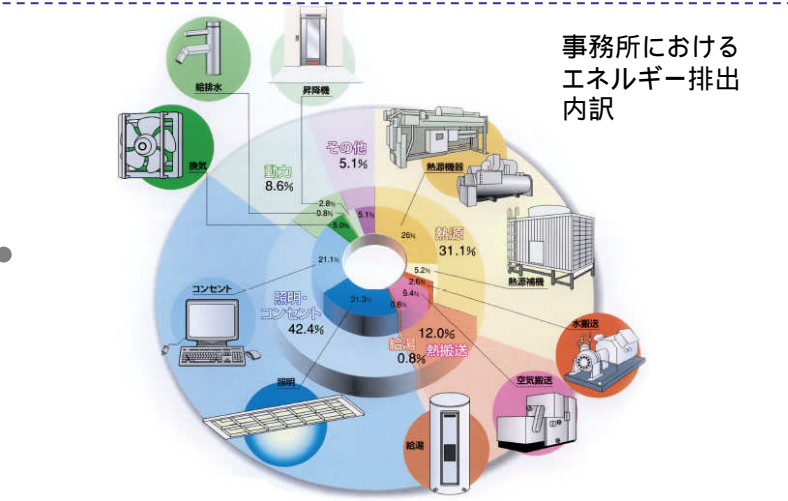 事務所における
エネルギー排出
内訳
給排水
昇降機
換気
動力
8.6%
その他
5.1%
熱源機器
2.8%
0.8%
5.0%
5.1%
26%
熱源
31.1%
5.2%
熱源補機
2.6%
9.4%
0.8%
21.1%
21.3%
コンセント
照明・
コンセント
42.4%
12.0%
熱搬送
給湯
0.8%
水搬送
空気搬送
照明
給湯